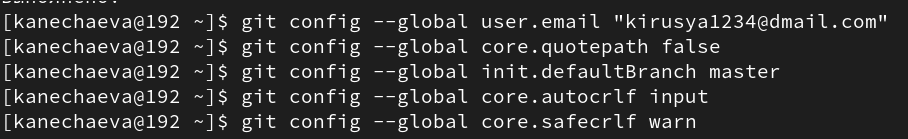 [kanechaeva@192 ~]$ git config --global user.email "kirusya1234@dmail.com"
[kanechaeva@192 ~]$ git config --global core.quotepath false
[kanechaeva@192 ~]$ git config --global init.defaultBranch master
[kanechaeva@192 ~]$ git config --global core.autocrlf input
[kanechaeva@192 ~]$ git config --global core.safecrlf warn